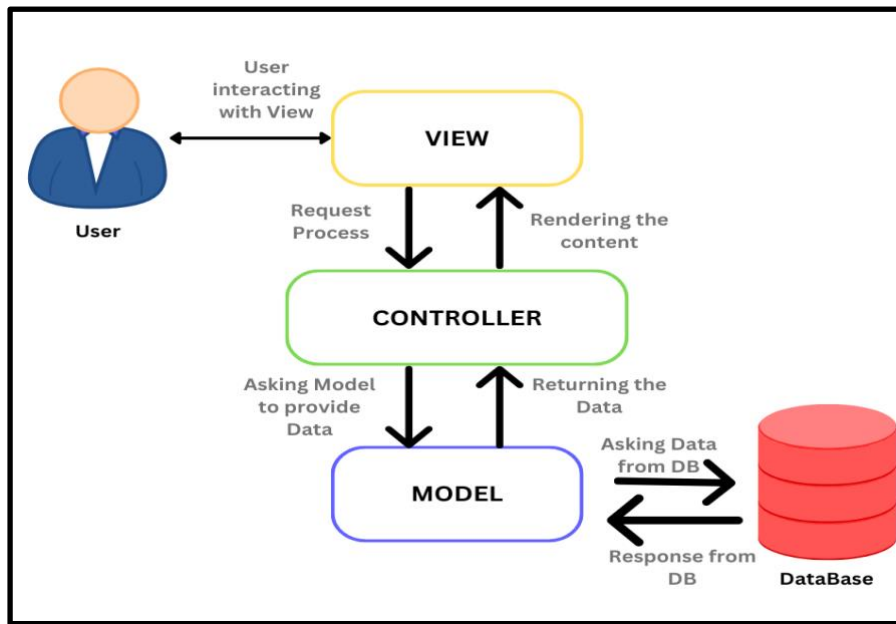 User
interacting
with View
VIEW
User
Request
Process
Rendering the
content
CONTROLLER
Asking Model
to provide
Data
Returning the
Data
MODEL
Asking Data
from DB
Response from
DB
DataBase